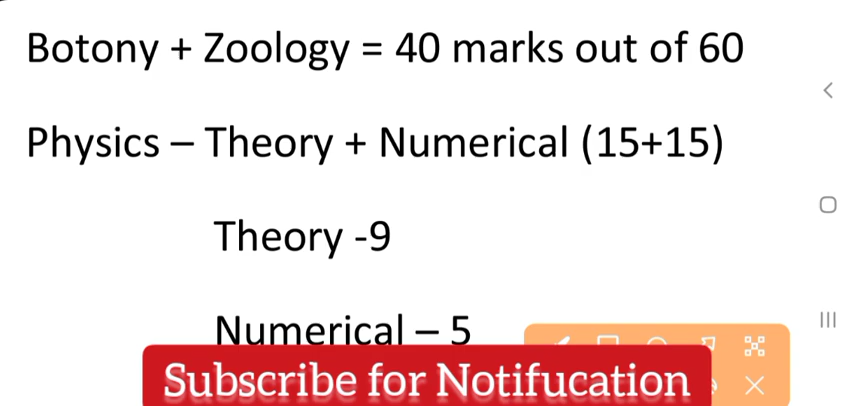 Botony + Zoology = 40 marks out of 60
Physics – Theory + Numerical (15+15)
Theory -9
Numerical – 5
Subscribe for Notifucation